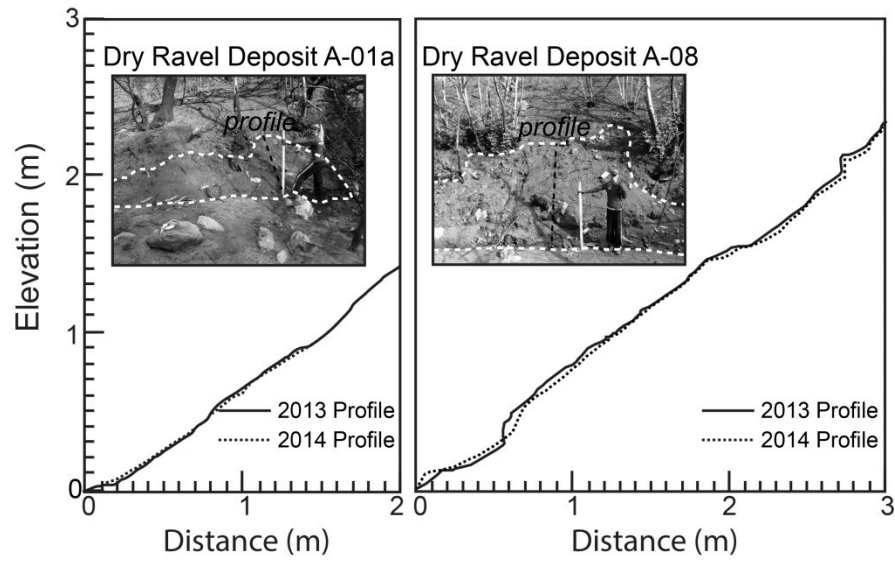 Dry Ravel Deposit A-01a
profile
2013 Profile
2014 Profile
Elevation (m)
3
2
1
0
0
1
2
Distance (m)
Dry Ravel Deposit A-08
profile
2013 Profile
2014 Profile
0
1
2
3
Distance (m)